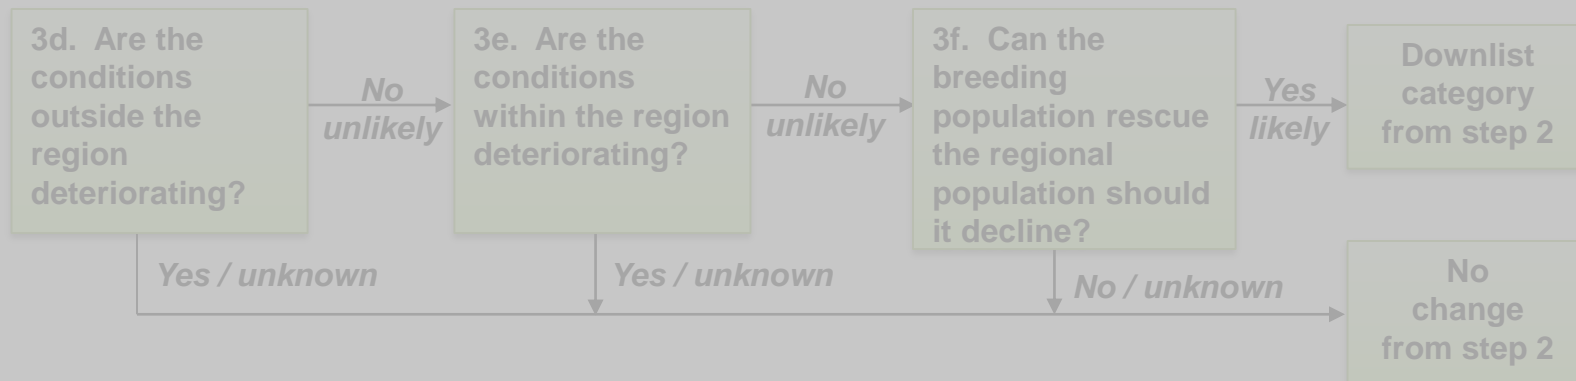 3d. Are the
conditions
outside the
region
deteriorating?
No
unlikely
3e. Are the
conditions
within the region
deteriorating?
No
unlikely
3f. Can the
breeding
population rescue
the regional
population should
it decline?
Yes
likely
Downlist
category
from step 2
Yes / unknown
Yes / unknown
No / unknown
No
change
from step 2